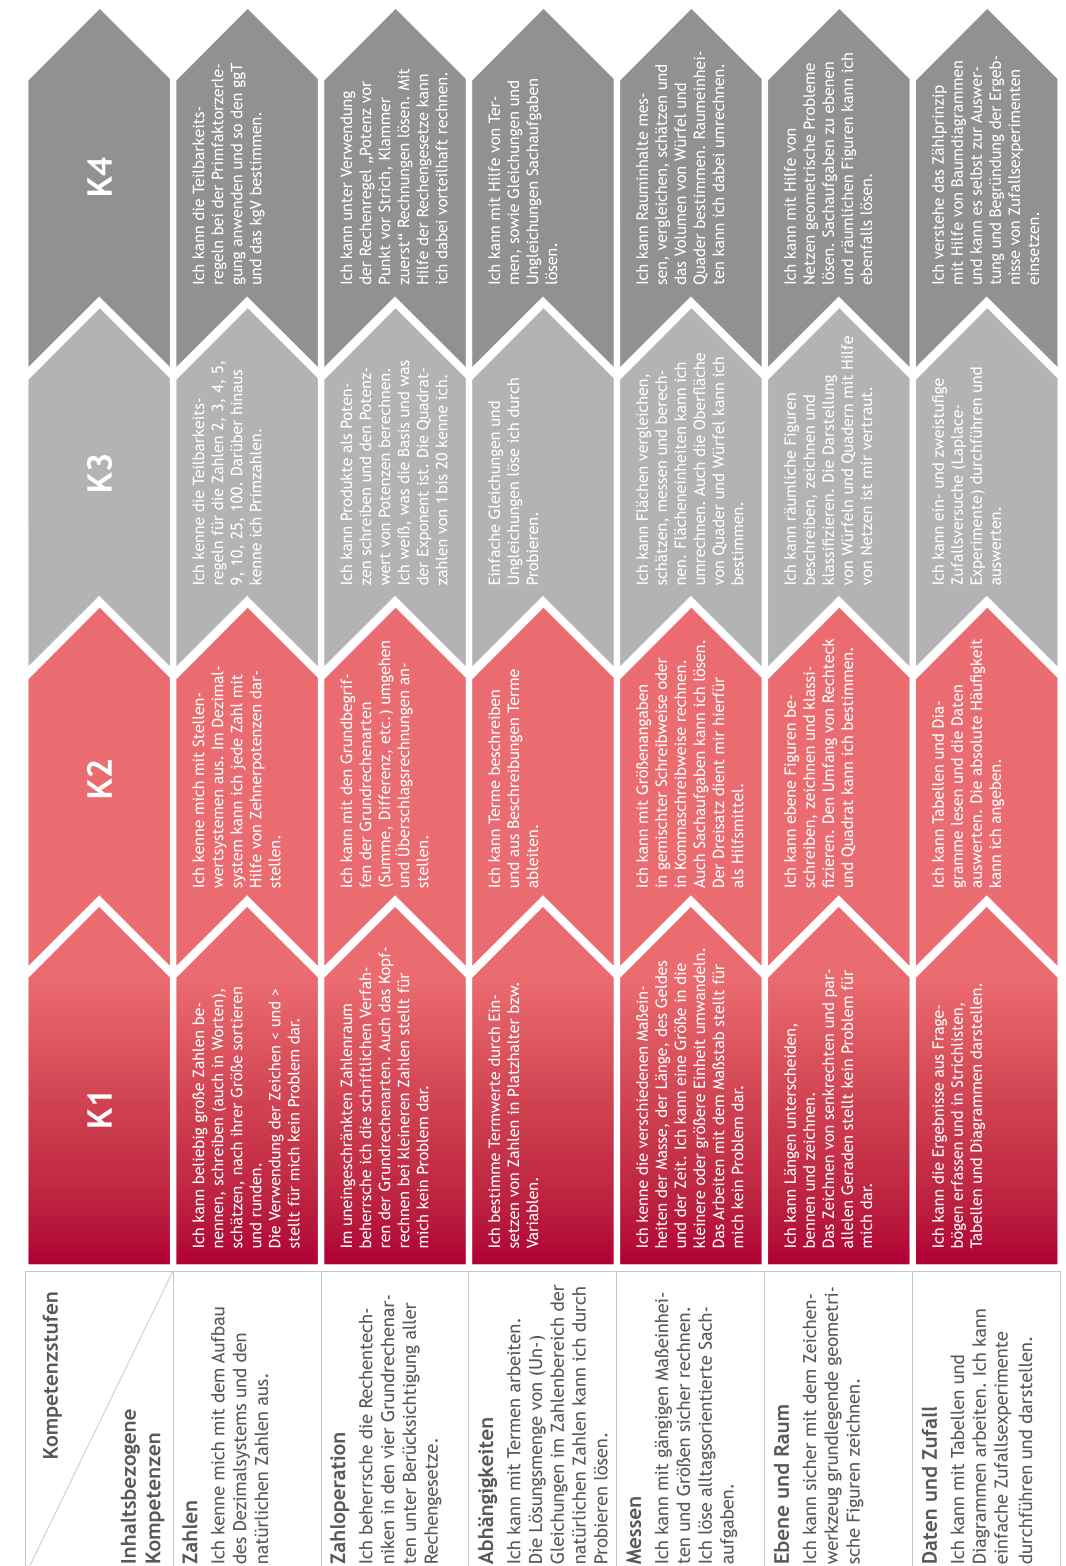 Kompetenzstufen
Inhaltsbezogene
Kompetenzen
K1
K2
K3
K4
Zahlen
Ich kenne mich mit dem Aufbau
des Dezimalsystems und den
natürlichen Zahlen aus.
Ich kann beliebig große Zahlen be-
nennen, schreiben (auch in Worten),
schätzen, nach ihrer Größe sortieren
und runden.
Die Verwendung der Zeichen < und >
stellt für mich kein Problem dar.
Ich kenne mich mit Stellen-
wertsystemen aus. Im Dezimal-
system kann ich jede Zahl mit
Hilfe von Zehnerpotenzen dar-
stellen.
Ich kenne die Teilbarkeits-
regeln für die Zahlen 2, 3, 4, 5,
9, 10, 25, 100. Darüber hinaus
kenne ich Primzahlen.
Ich kann die Teilbarkeits-
regeln bei der Primfaktorzerle-
gung anwenden und so den ggT
und das kgV bestimmen.
Zahloperation
Ich beherrsche die Rechentech-
niken in den vier Grundrechenar-
ten unter Berücksichtigung aller
Rechengesetze.
Im uneingeschränkten Zahlenraum
beherrsche ich die schriftlichen Verfah-
ren der Grundrechenarten. Auch das Kopf-
rechnen bei kleineren Zahlen stellt für
mich kein Problem dar.
Ich kann mit den Grundbegrif-
fen der Grundrechenarten
(Summe, Differenz, etc.) umgehen
und Überschlagsrechnungen an-
stellen.
Ich kann Produkte als Poten-
zen schreiben und den Potenz-
wert von Potenzen berechnen.
Ich weiß, was die Basis und was
der Exponent ist. Die Quadrat-
zahlen von 1 bis 20 kenne ich.
Ich kann unter Verwendung
der Rechenregel „Potenz vor
Punkt vor Strich, Klammer
zuerst“ Rechnungen lösen. Mit
Hilfe der Rechengesetze kann
ich dabei vorteilhaft rechnen.
Abhängigkeiten
Ich kann mit Termen arbeiten.
Die Lösungsmenge von (Un-)
Gleichungen im Zahlenbereich der
natürlichen Zahlen kann ich durch
Probieren lösen.
Ich bestimme Termwerte durch Ein-
setzen von Zahlen in Platzhalter bzw.
Variablen.
Ich kann Terme beschreiben
und aus Beschreibungen Terme
ableiten.
Einfache Gleichungen und
Ungleichungen löse ich durch
Probieren.
Ich kann mit Hilfe von Ter-
men, sowie Gleichungen und
Ungleichungen Sachaufgaben
lösen.
Messen
Ich kann mit gängigen Maßeinhei-
ten und Größen sicher rechnen.
Ich löse alltagsorientierte Sach-
aufgaben.
Ich kenne die verschiedenen Maßein-
heiten der Masse, der Länge, des Geldes
und der Zeit. Ich kann eine Größe in die
kleinere oder größere Einheit umwandeln.
Das Arbeiten mit dem Maßstab stellt für
mich kein Problem dar.
Ich kann mit Größenangaben
in gemischter Schreibweise oder
in Kommaschreibweise rechnen.
Auch Sachaufgaben kann ich lösen.
Der Dreisatz dient mir hierfür
als Hilfsmittel.
Ich kann Flächen vergleichen,
schätzen, messen und berech-
nen. Flächeneinheiten kann ich
umrechnen. Auch die Oberfläche
von Quader und Würfel kann ich
bestimmen.
Ich kann Rauminhalte mes-
sen, vergleichen, schätzen und
das Volumen von Würfel und
Quader bestimmen. Raumeinhei-
ten kann ich dabei umrechnen.
Ebene und Raum
Ich kann sicher mit dem Zeichen-
werkzeug grundlegende geometri-
sche Figuren zeichnen.
Ich kann Längen unterscheiden,
bennen und zeichnen.
Das Zeichnen von senkrechten und par-
allelen Geraden stellt kein Problem für
mich dar.
Ich kann ebene Figuren be-
schreiben, zeichnen und klassi-
fizieren. Den Umfang von Rechteck
und Quadrat kann ich bestimmen.
Ich kann räumliche Figuren
beschreiben, zeichnen und
klassifizieren. Die Darstellung
von Würfeln und Quadern mit Hilfe
von Netzen ist mir vertraut.
Ich kann mit Hilfe von
Netzen geometrische Probleme
lösen. Sachaufgaben zu ebenen
und räumlichen Figuren kann ich
ebenfalls lösen.
Daten und Zufall
Ich kann mit Tabellen und
Diagrammen arbeiten. Ich kann
einfache Zufallsexperimente
durchführen und darstellen.
Ich kann die Ergebnisse aus Frage-
bögen erfassen und in Strichlisten,
Tabellen und Diagrammen darstellen.
Ich kann Tabellen und Dia-
gramme lesen und die Daten
auswerten. Die absolute Häufigkeit
kann ich angeben.
Ich kann ein- und zweistufige
Zufallsversuche (Laplace-
Experimente) durchführen und
auswerten.
Ich verstehe das Zählprinzip
mit Hilfe von Baumdiagrammen
und kann es selbst zur Auswer-
tung und Begründung der Ergeb-
nisse von Zufallsexperimenten
einsetzen.